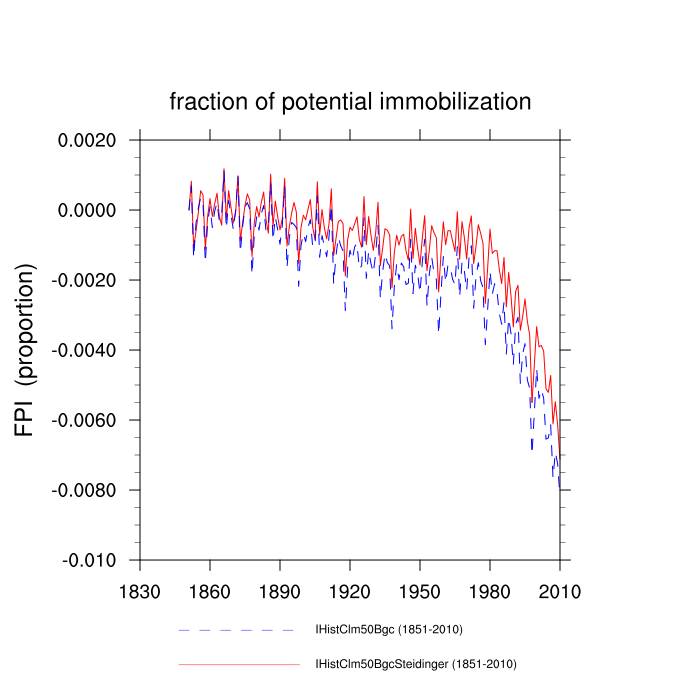 fraction of potential immobilization
0.0020
0.0000
-0.0020
-0.0040
-0.0060
-0.0080
-0.010
FPI (proportion)
1830 1860 1890 1920 1950 1980 2010
IHistClm50Bgc (1851-2010)
IHistClm50BgcSteidinger (1851-2010)